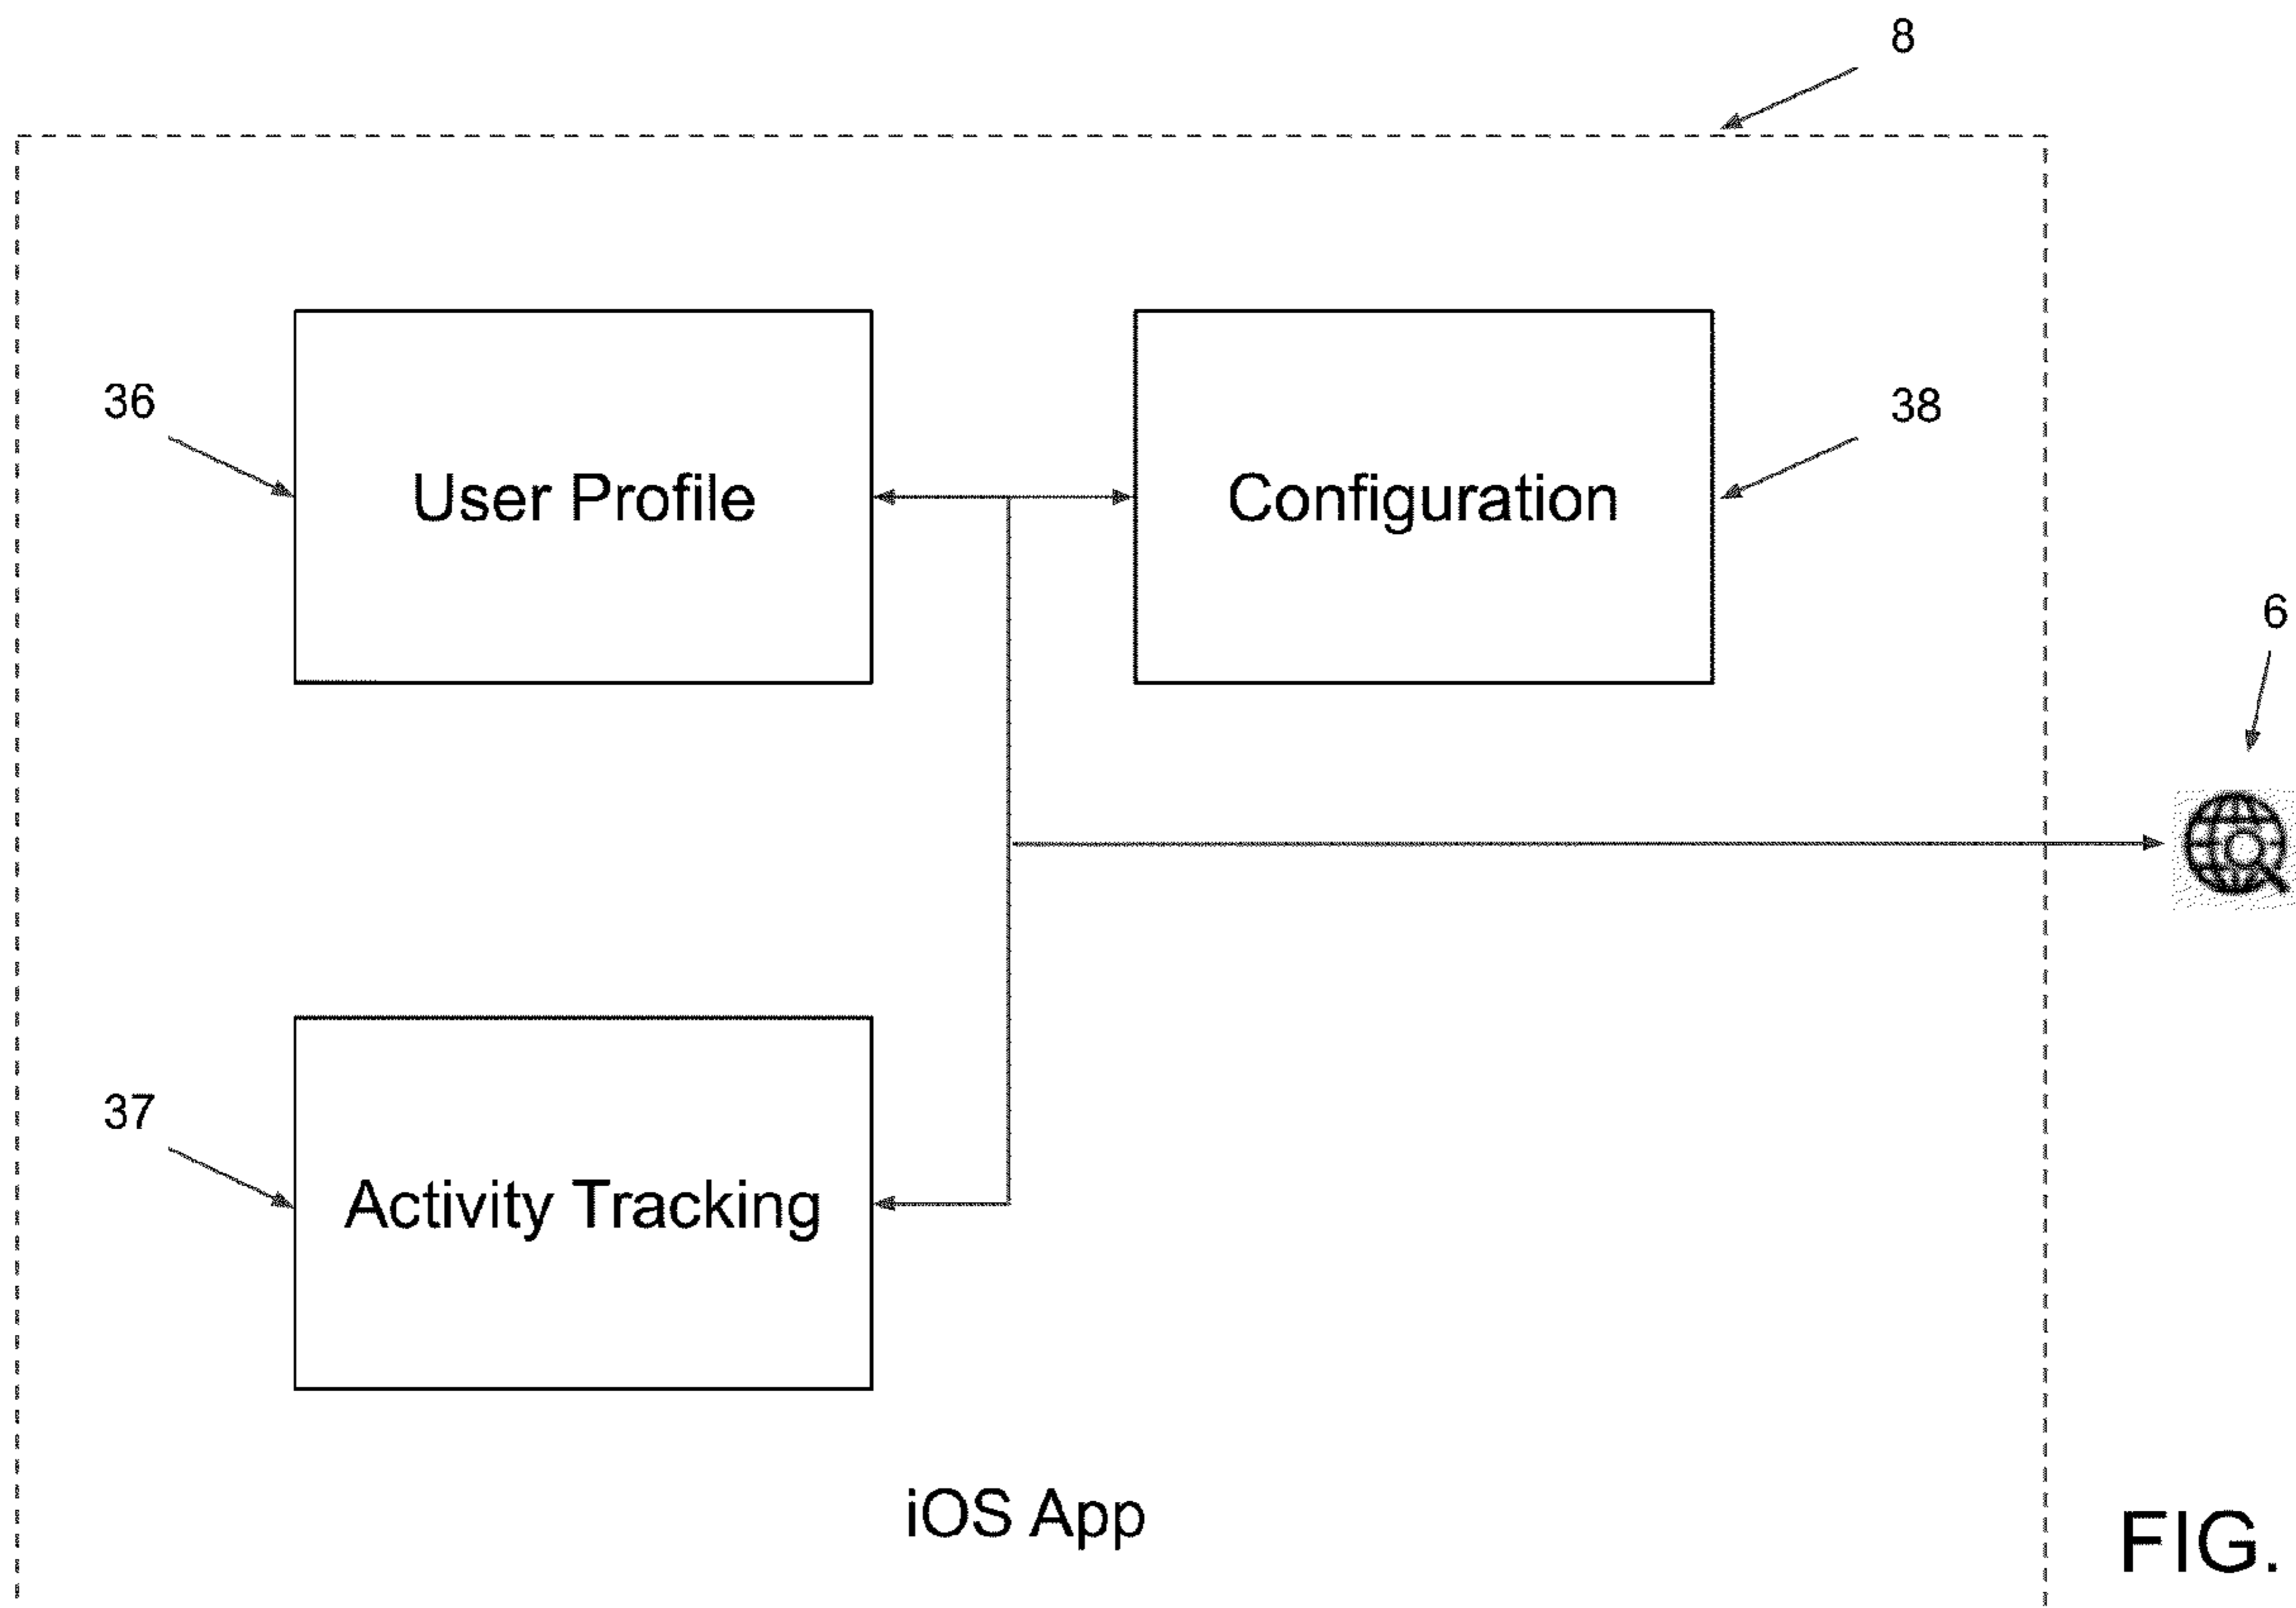 8
36
User Profile
Configuration
38
6
37
Activity Tracking
iOS App
FIG.